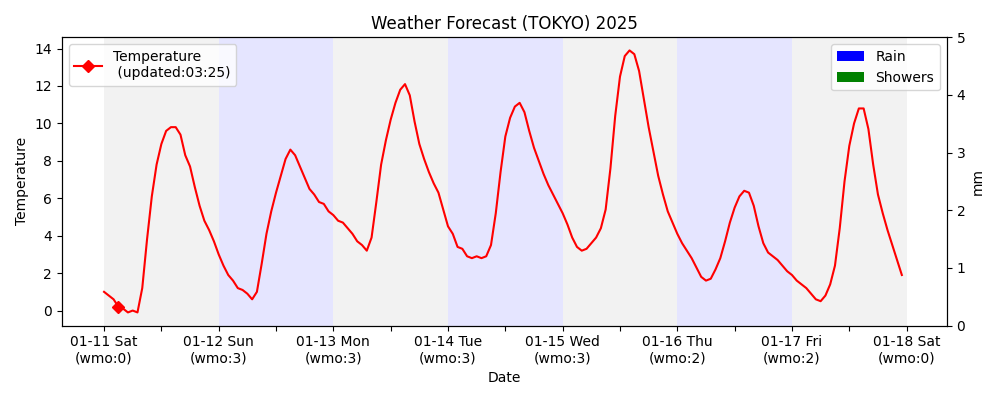 Weather Forecast (TOKYO) 2025
Temperature
(updated:03:25)
Rain
Showers
14
12
10
8
6
4
2
0
Temperature
5
4
3
2
1
0
mm
01-11 Sat
(wmo:0)
01-12 Sun
(wmo:3)
01-13 Mon
(wmo:3)
01-14 Tue
(wmo:3)
01-15 Wed
(wmo:3)
01-16 Thu
(wmo:2)
01-17 Fri
(wmo:2)
01-18 Sat
(wmo:0)
Date